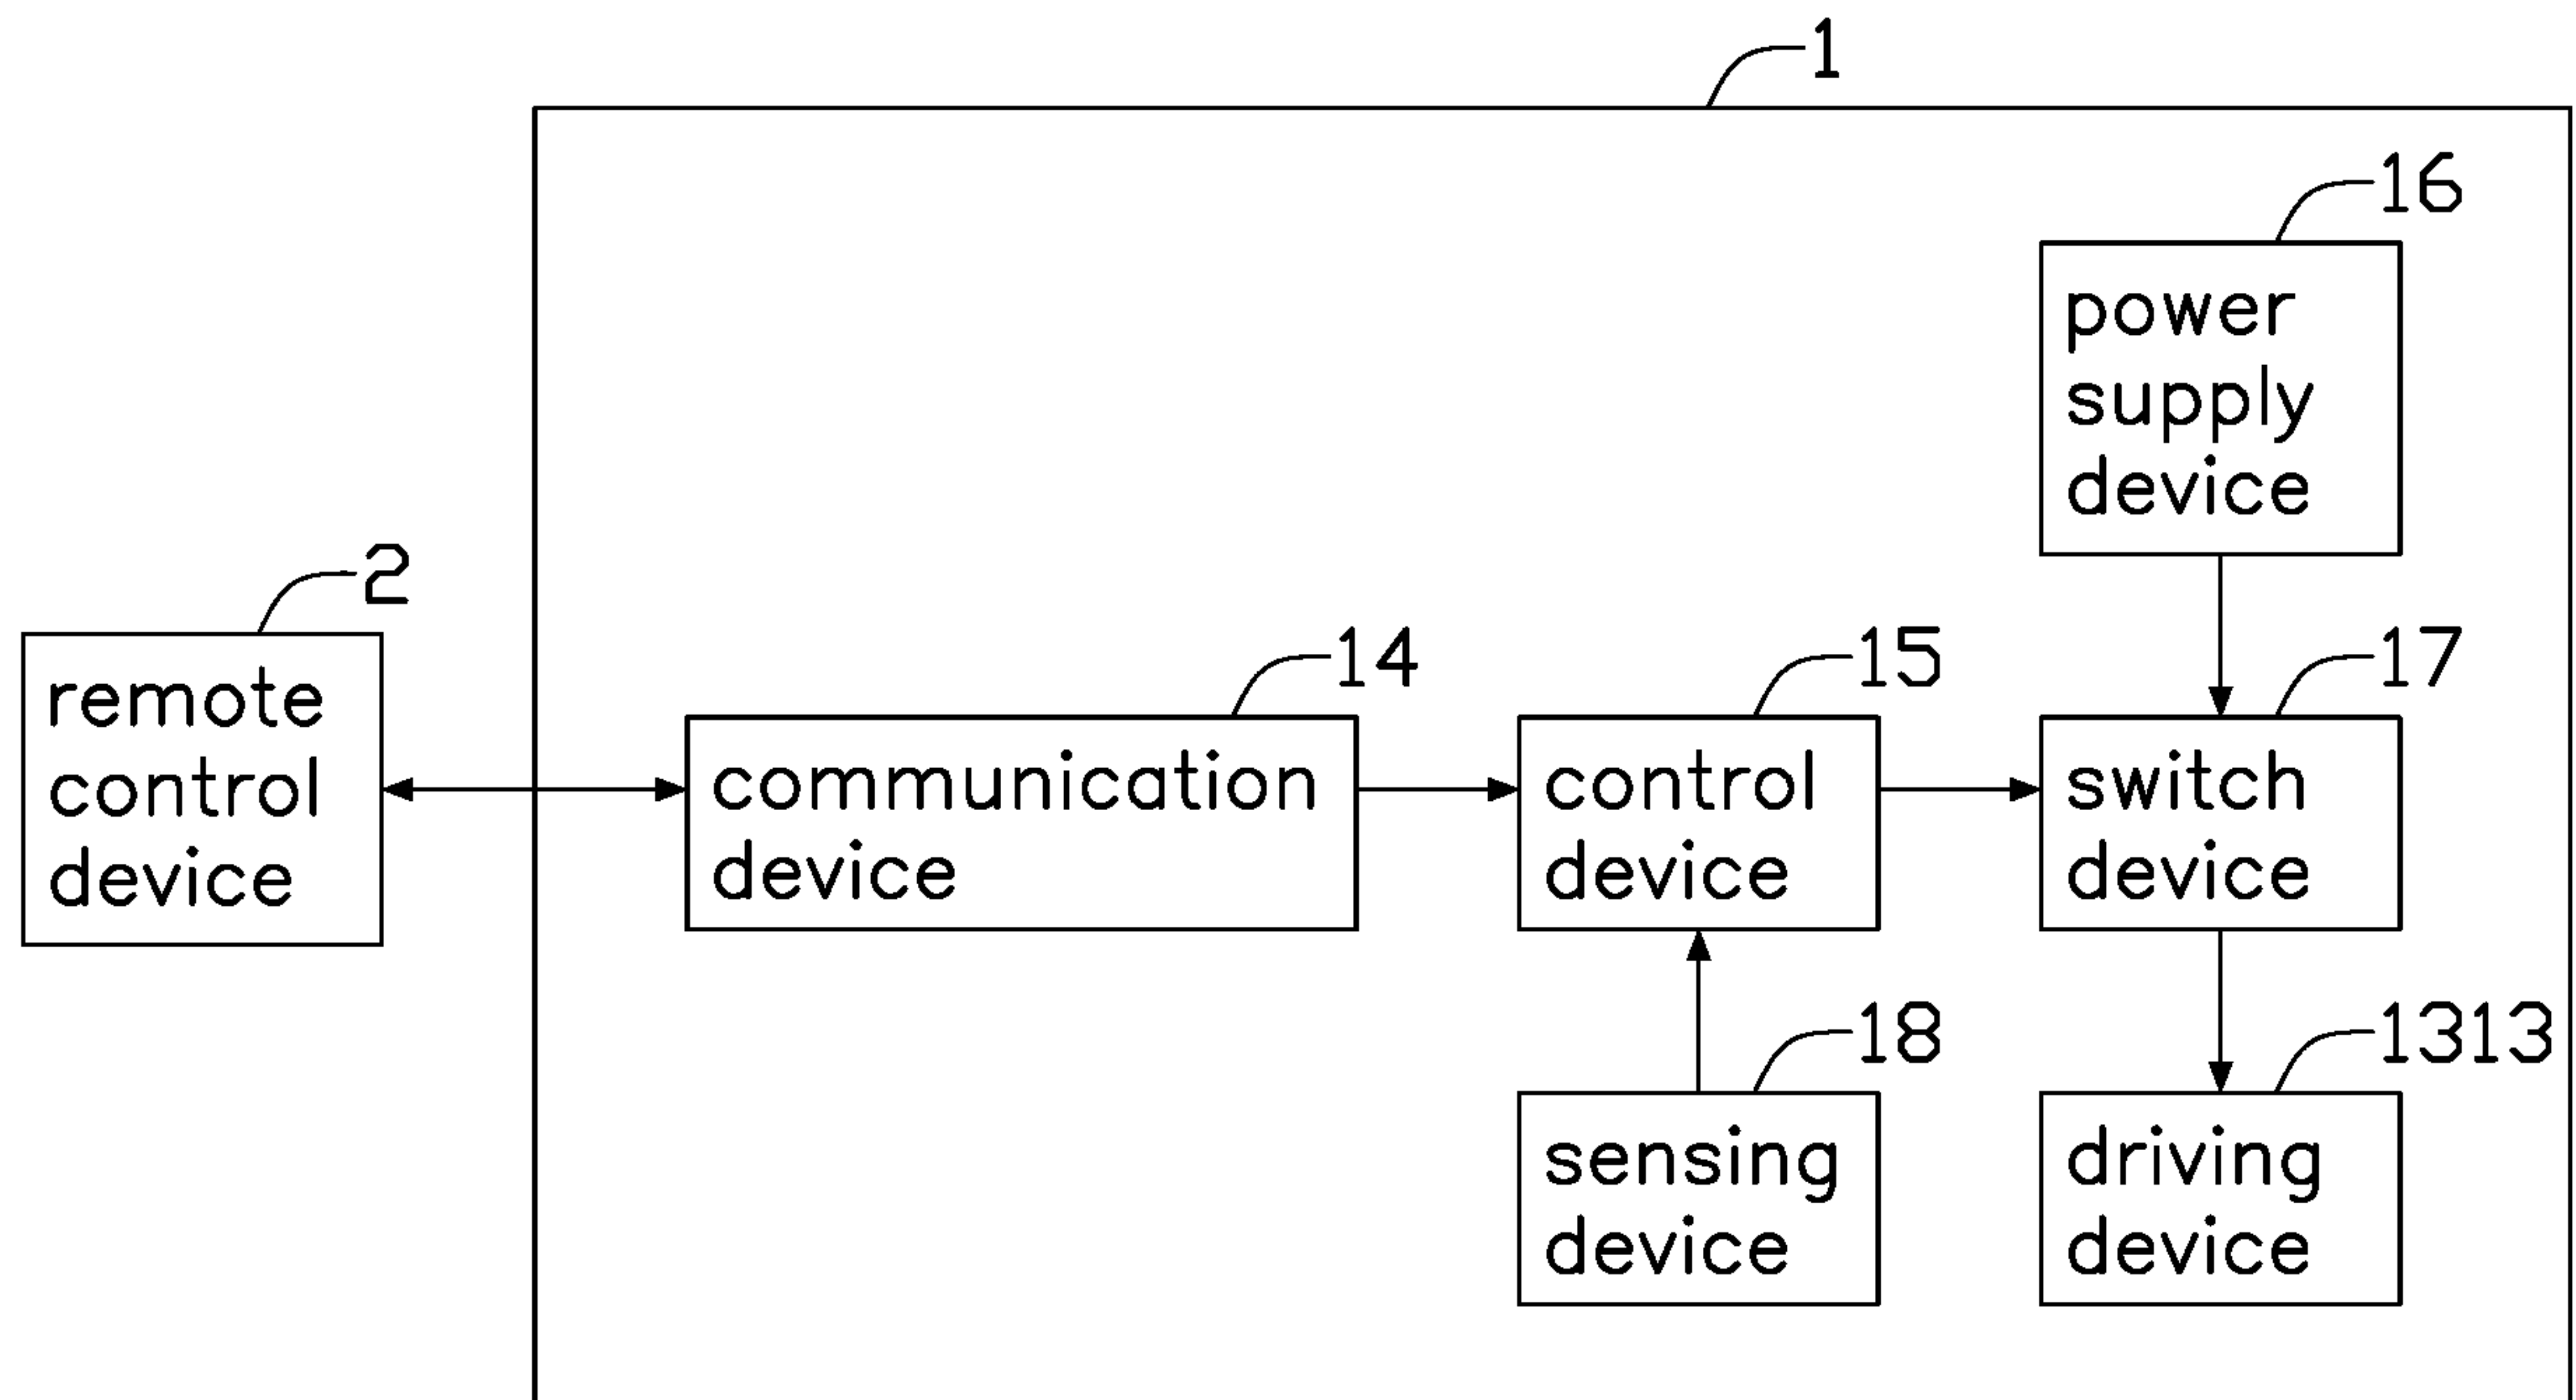 1
16
power
supply
device
2
remote
control
device
14
communication
device
15
control
device
17
switch
device
18
sensing
device
1313
driving
device